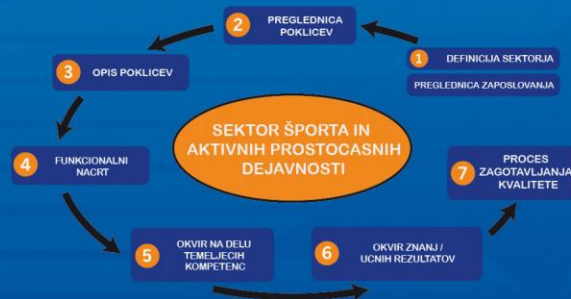 1 DEFINICIJA SEKTORJA
PREGLEDNICA ZAPOSLOVANJA
2 PREGLEDNICA
POKLICEV
3 OPIS POKLICEV
4 FUNKCIONALNI
NACRT
5 OKVIR NA DELU
TEMELJECIH
KOMPETENC
6 OKVIR ZNANJ /
UCNIH REZULTATOV
7 PROCES
ZAGOTAVLJANJA
KVALITETE
SEKTOR ŠPORTA IN
AKTIVNIH PROSTOCASNIH
DEJAVNOSTI